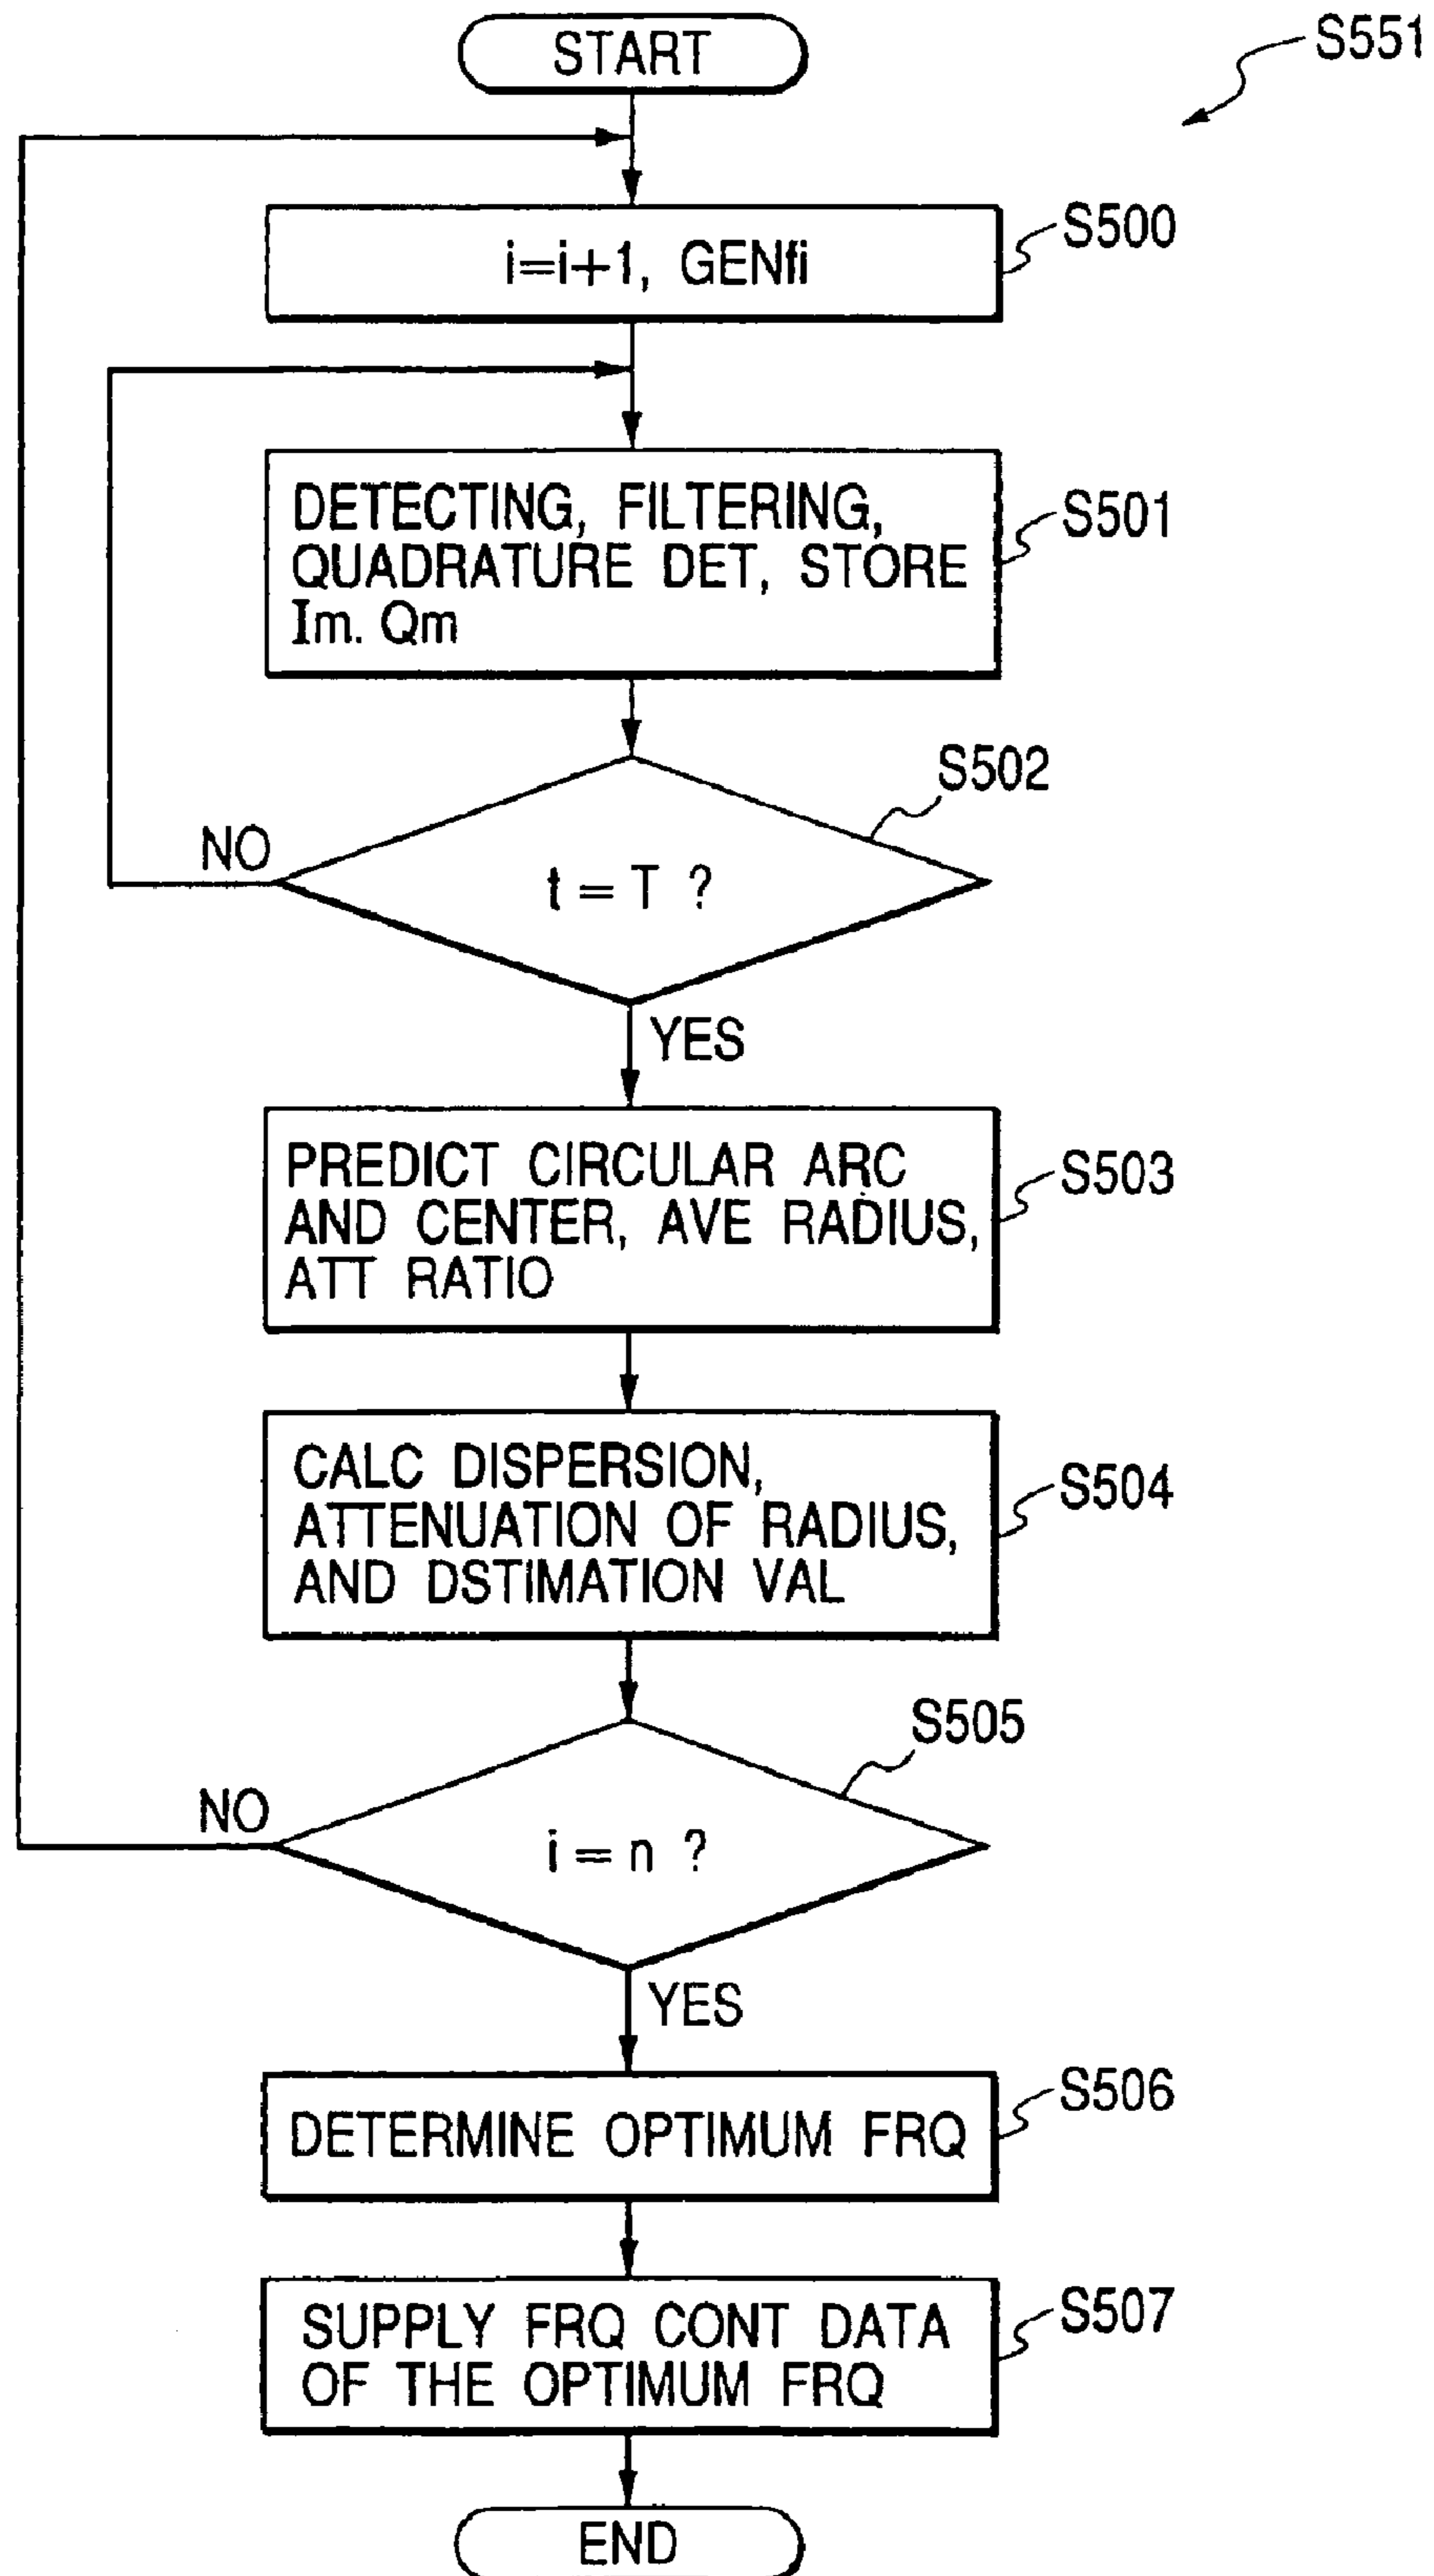 START
S551
i=i+1, GENfi
S500
DETECTING, FILTERING,
QUADRATURE DET, STORE
Im. Qm
S501
S502
NO
t = T ?
YES
PREDICT CIRCULAR ARC
AND CENTER, AVE RADIUS,
ATT RATIO
S503
CALC DISPERSION,
ATTENUATION OF RADIUS,
AND DSTIMATION VAL
S504
S505
NO
i = n ?
YES
DETERMINE OPTIMUM FRQ
S506
SUPPLY FRQ CONT DATA
OF THE OPTIMUM FRQ
S507
END